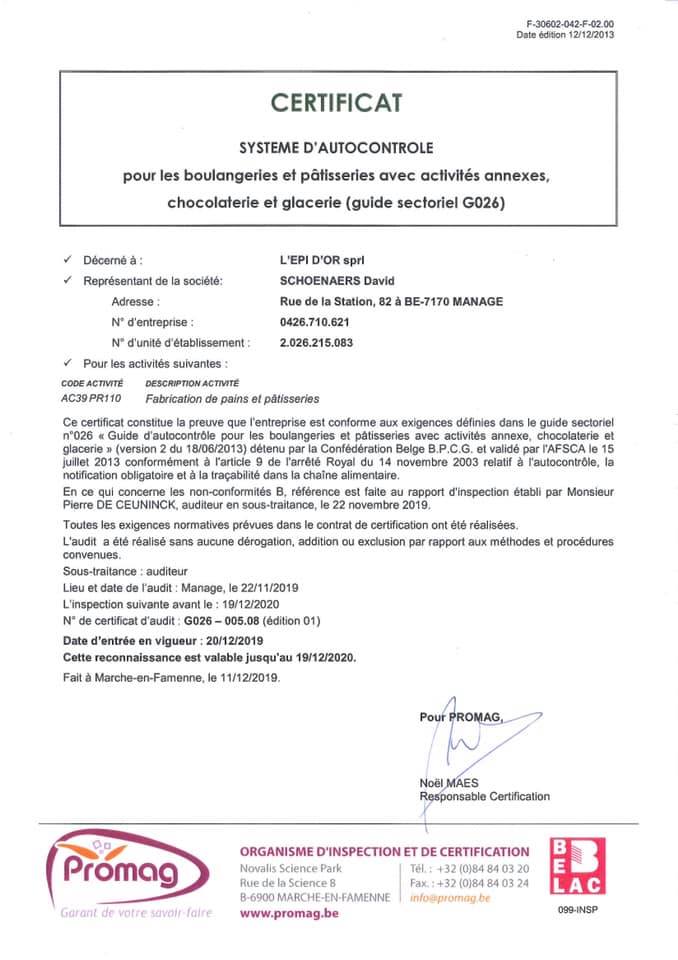 F-30602-042-F-02.00
Date édition 12/12/2013
CERTIFICAT
SYSTEME D'AUTOCONTROLE
pour les boulangeries et pâtisseries avec activités annexes,
chocolaterie et glacerie (guide sectoriel G026)
✓ Décerné à : L'EPI D'OR sprl
✓ Représentant de la société: SCHOENAERS David
Adresse : Rue de la Station, 82 à BE-7170 MANAGE
N° d'entreprise : 0426.710.621
N° d'unité d'établissement : 2.026.215.083
✓ Pour les activités suivantes :
CODE ACTIVITÉ DESCRIPTION ACTIVITÉ
AC39 PR110 Fabrication de pains et pâtisseries
Ce certificat constitue la preuve que l'entreprise est conforme aux exigences définies dans le guide sectoriel
n°026 « Guide d'autocontrôle pour les boulangeries et pâtisseries avec activités annexe, chocolaterie et
glacerie » (version 2 du 18/06/2013) détenu par la Confédération Belge B.P.C.G. et validé par l'AFSCA le 15
juillet 2013 conformément à l'article 9 de l'arrêté Royal du 14 novembre 2003 relatif à l'autocontrôle, la
notification obligatoire et à la traçabilité dans la chaîne alimentaire.
En ce qui concerne les non-conformités B, référence est faite au rapport d'inspection établi par Monsieur
Pierre DE CEUNINCK, auditeur en sous-traitance, le 22 novembre 2019.
Toutes les exigences normatives prévues dans le contrat de certification ont été réalisées.
L'audit a été réalisé sans aucune dérogation, addition ou exclusion par rapport aux méthodes et procédures
convenues.
Sous-traitance : auditeur
Lieu et date de l'audit : Manage, le 22/11/2019
L'inspection suivante avant le : 19/12/2020
N° de certificat d'audit : G026 – 005.08 (édition 01)
Date d'entrée en vigueur : 20/12/2019
Cette reconnaissance est valable jusqu'au 19/12/2020.
Fait à Marche-en-Famenne, le 11/12/2019.
Pour PROMAG,
Noël MAES
Responsable Certification
Promag
Garant de votre savoir-faire
ORGANISME D'INSPECTION ET DE CERTIFICATION
Novalis Science Park Tél. : +32 (0)84 84 03 20
Rue de la Science 8 Fax. : +32 (0)84 84 03 24
B-6900 MARCHE-EN-FAMENNE info@promag.be
www.promag.be
BELAC
099-INSP